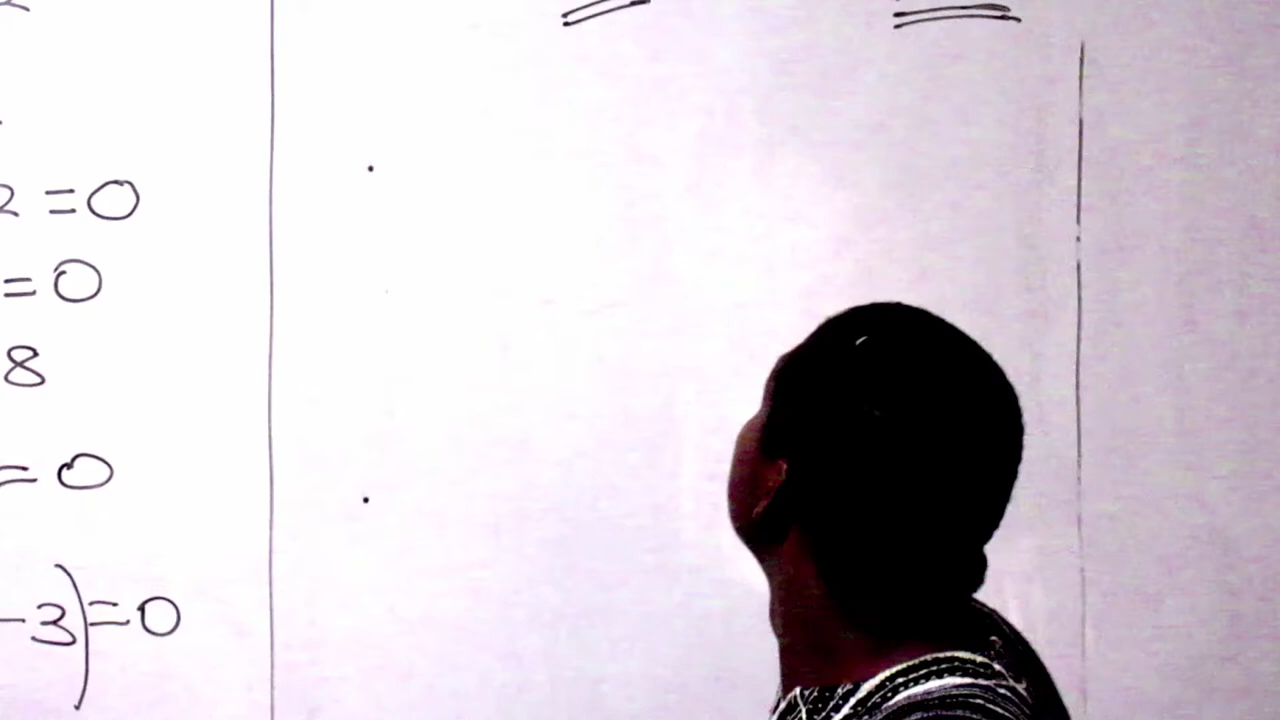 2 = 0
= 0
8
= 0
- 3) = 0